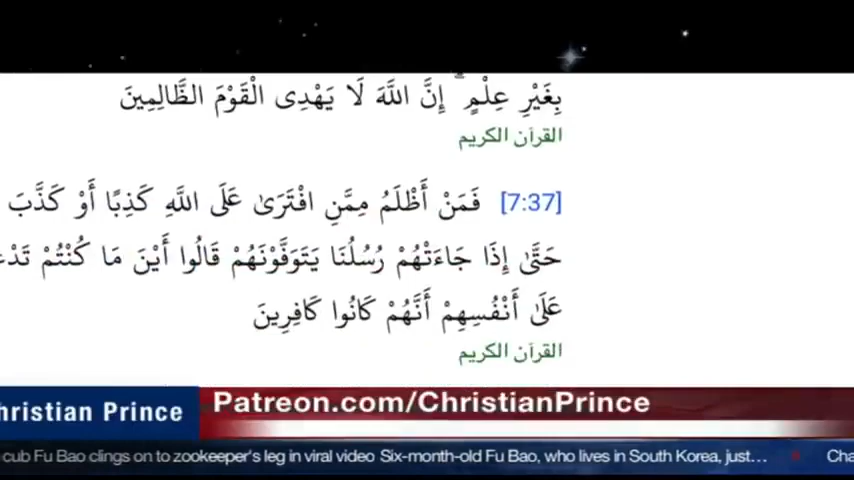 بِغَيْرِ عِلْمٍ ۗ إِنَّ اللَّهَ لَا يَهْدِى الْقَوْمَ الظَّالِمِينَ
القرآن الكريم
[7:37] فَمَنْ أَظْلَمُ مِمَّنِ افْتَرَىٰ عَلَى اللَّهِ كَذِبًا أَوْ كَذَّبَ
حَتَّىٰ إِذَا جَاءَتْهُمْ رُسُلُنَا يَتَوَفَّوْنَهُمْ قَالُوا أَيْنَ مَا كُنْتُمْ
عَلَىٰ أَنْفُسِهِمْ أَنَّهُمْ كَانُوا كَافِرِينَ
القرآن الكريم
hristian Prince
Patreon.com/ChristianPrince
cub Fu Bao clings on to zookeeper's leg in viral video Six-month-old Fu Bao, who lives in South Korea, just... Cha